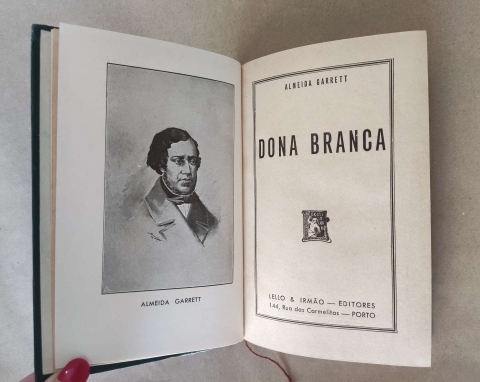 ALMEIDA GARRETT
ALMEIDA GARRETT
DONA BRANCA
LELLO & IRMÃO — EDITORES
144, Rua das Carmelitas — PORTO